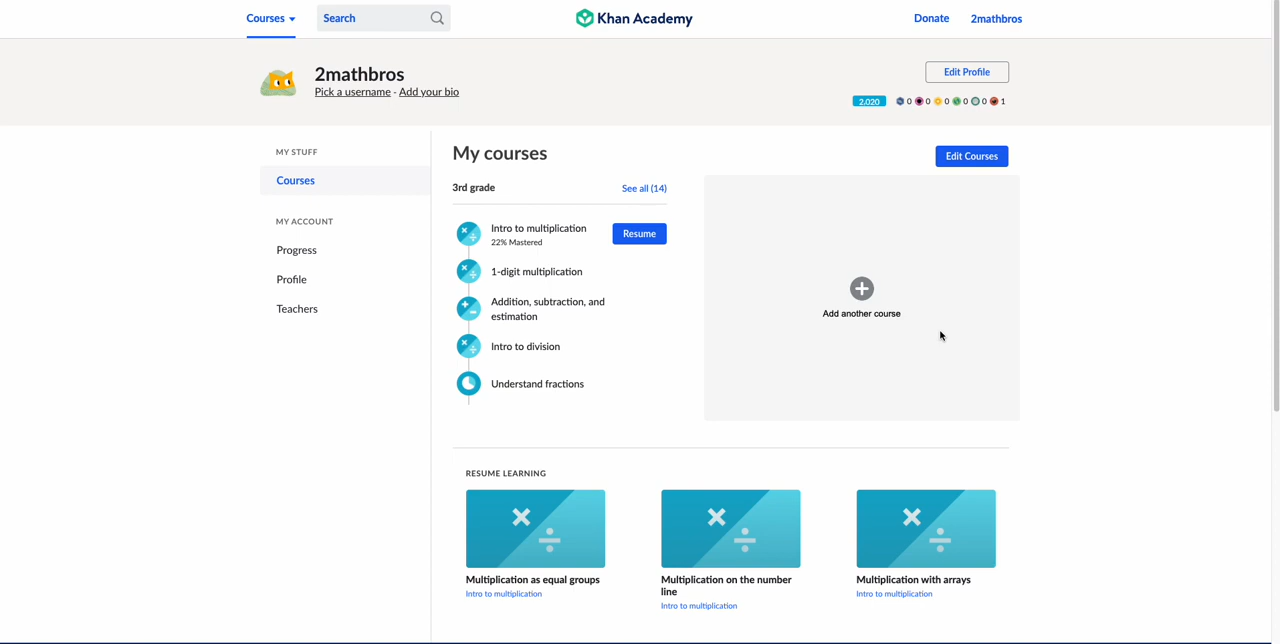 Courses
Search
Khan Academy
Donate
2mathbros
2mathbros
Pick a username - Add your bio
Edit Profile
2,020 0 0 0 0 0 1
MY STUFF
Courses
MY ACCOUNT
Progress
Profile
Teachers
My courses
Edit Courses
3rd grade
See all (14)
Intro to multiplication
22% Mastered
Resume
1-digit multiplication
Addition, subtraction, and
estimation
Intro to division
Understand fractions
Add another course
RESUME LEARNING
Multiplication as equal groups
Intro to multiplication
Multiplication on the number
line
Intro to multiplication
Multiplication with arrays
Intro to multiplication